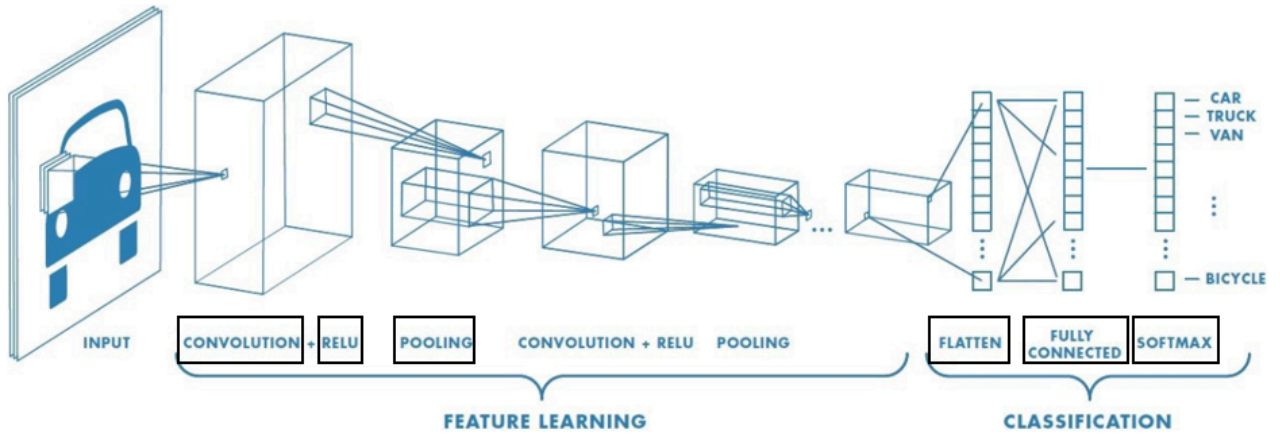 CAR
TRUCK
VAN
BICYCLE
INPUT
CONVOLUTION + RELU
POOLING
CONVOLUTION + RELU
POOLING
FLATTEN
FULLY
CONNECTED
SOFTMAX
FEATURE LEARNING
CLASSIFICATION